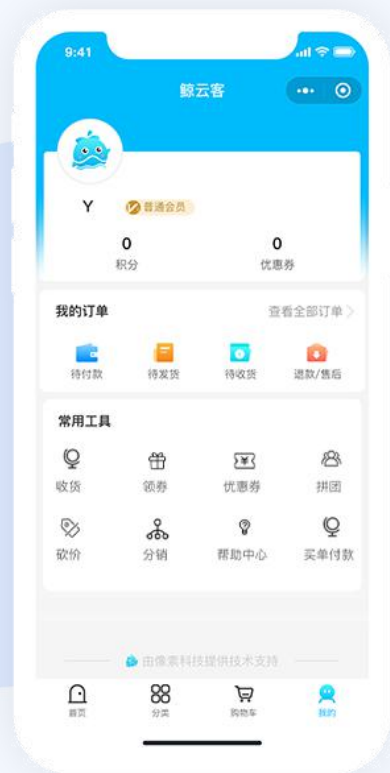 9:41
鲸云客
Y 普通会员
0 0
积分 优惠券
我的订单 查看全部订单
待付款 待发货 待收货 退款/售后
常用工具
收货 领券 优惠券 拼团
砍价 分销 帮助中心 买单付款
由像素科技提供技术支持
首页 分类 购物车 我的